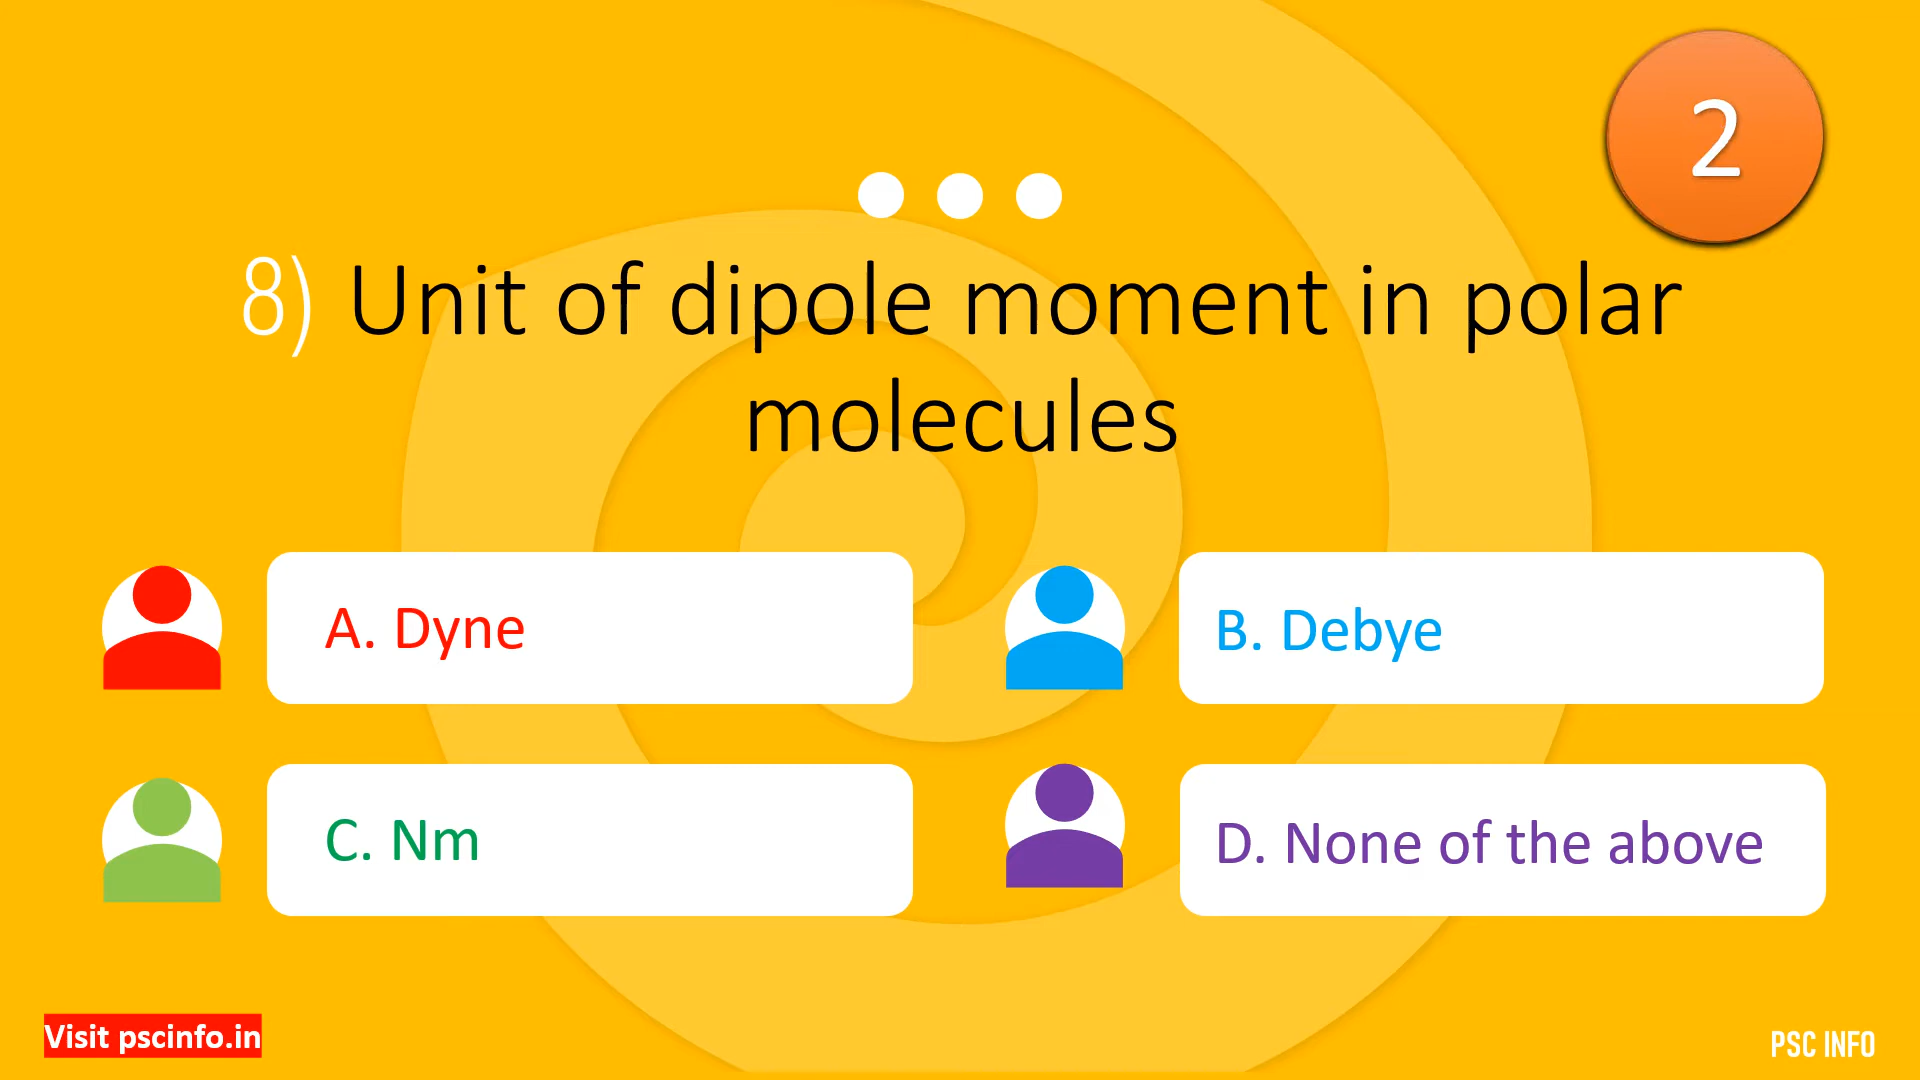 2
8) Unit of dipole moment in polar
molecules
A. Dyne
B. Debye
C. Nm
D. None of the above
Visit pscinfo.in
PSC INFO